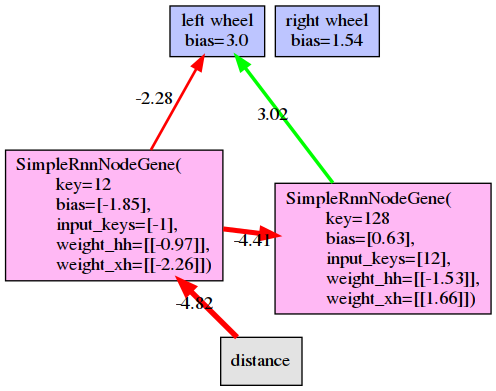 left wheel
bias=3.0
right wheel
bias=1.54
-2.28
3.02
SimpleRnnNodeGene(
key=12
bias=[-1.85],
input_keys=[-1],
weight_hh=[[-0.97]],
weight_xh=[[-2.26]])
-4.41
SimpleRnnNodeGene(
key=128
bias=[0.63],
input_keys=[12],
weight_hh=[[-1.53]],
weight_xh=[[1.66]])
-4.82
distance